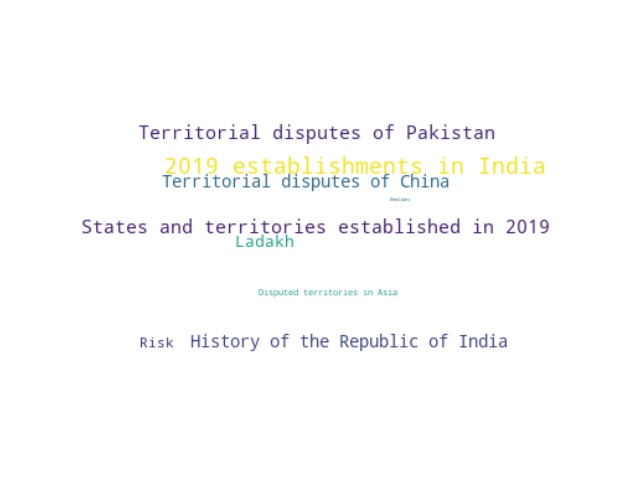 Territorial disputes of Pakistan
2019 establishments in India
Territorial disputes of China
States and territories established in 2019
Ladakh
Disputed territories in Asia
Risk
History of the Republic of India